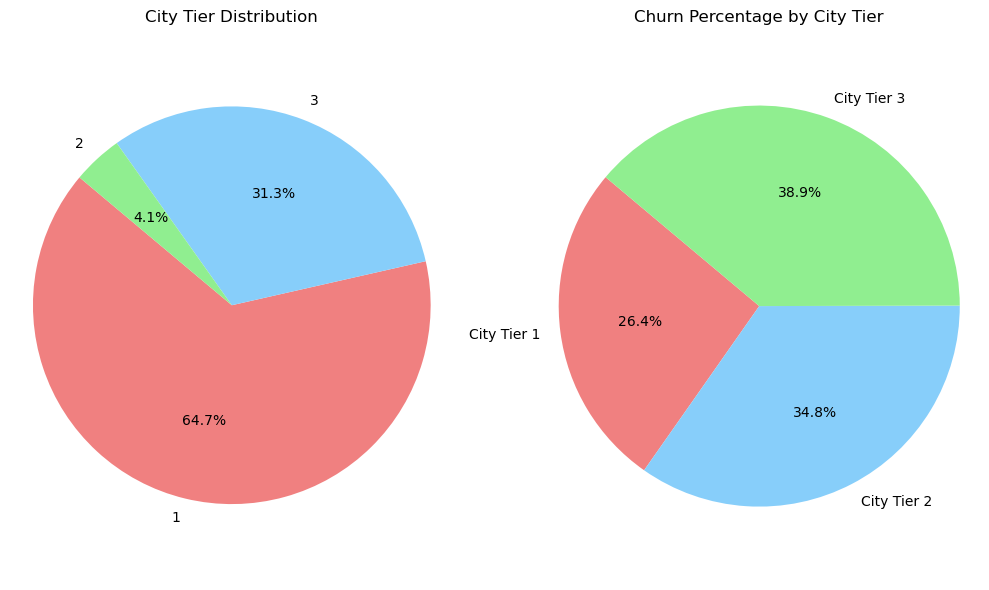 City Tier Distribution
3
2
31.3%
4.1%
64.7%
1
Churn Percentage by City Tier
City Tier 3
38.9%
26.4%
City Tier 1
34.8%
City Tier 2